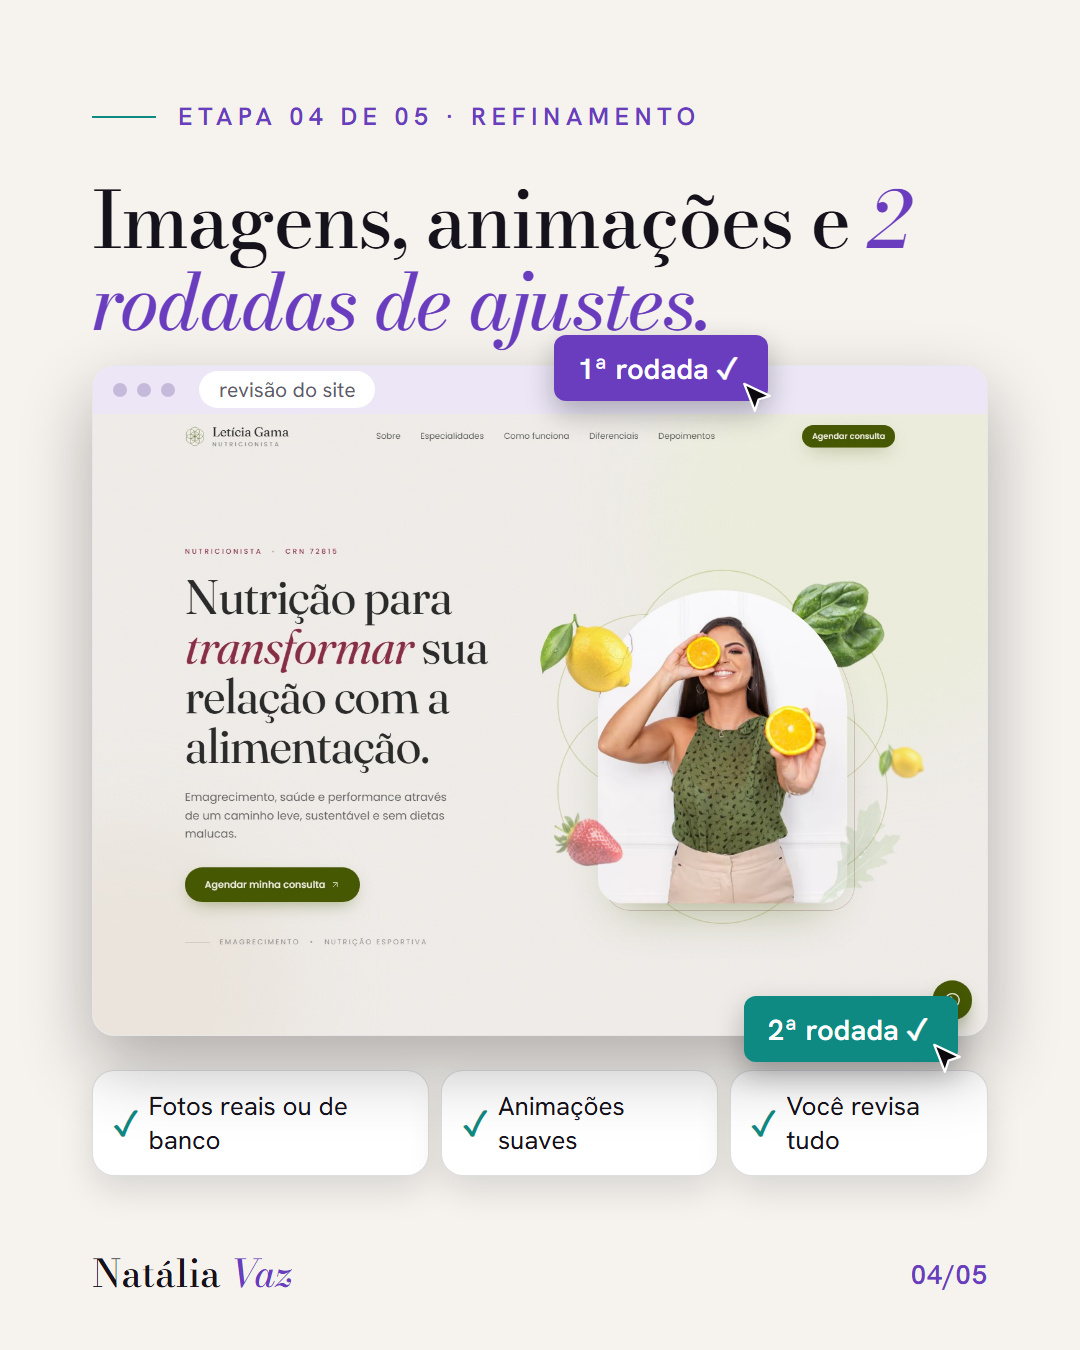 ETAPA 04 DE 05 · REFINAMENTO
Imagens, animações e 2
rodadas de ajustes.
1ª rodada ✓
revisão do site
Letícia Gama
NUTRICIONISTA
Sobre Especialidades Como funciona Diferenciais Depoimentos
Agendar consulta
NUTRICIONISTA · CRN 72615
Nutrição para
transformar sua
relação com a
alimentação.
Emagrecimento, saúde e performance através
de um caminho leve, sustentável e sem dietas
malucas.
Agendar minha consulta ↗
EMAGRECIMENTO • NUTRIÇÃO ESPORTIVA
2ª rodada ✓
✓ Fotos reais ou de
banco
✓ Animações
suaves
✓ Você revisa
tudo
Natália Vaz
04/05